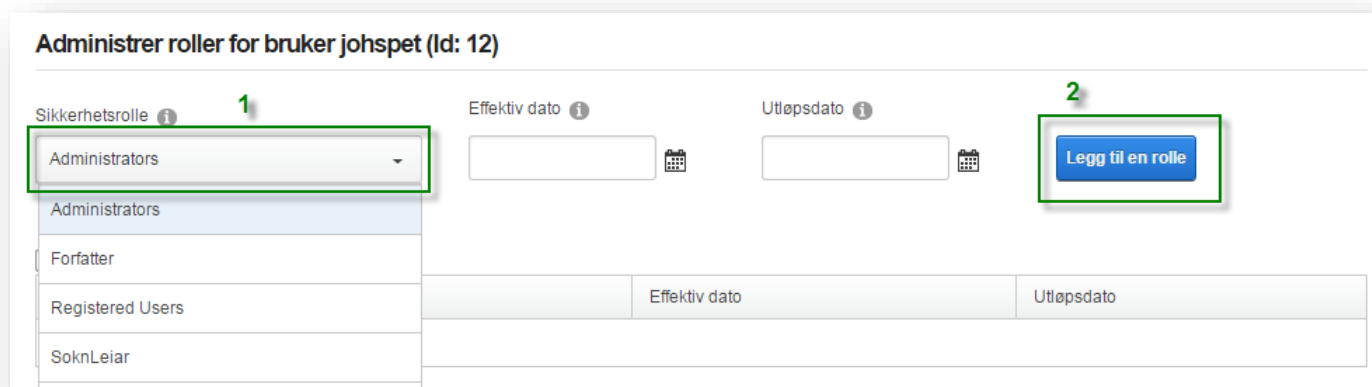 Administrer roller for bruker johspet (Id: 12)
Sikkerhetsrolle
1
Effektiv dato
Utløpsdato
2
Administrators
Legg til en rolle
Administrators
Forfatter
Registered Users
SoknLeiar
Effektiv dato
Utløpsdato